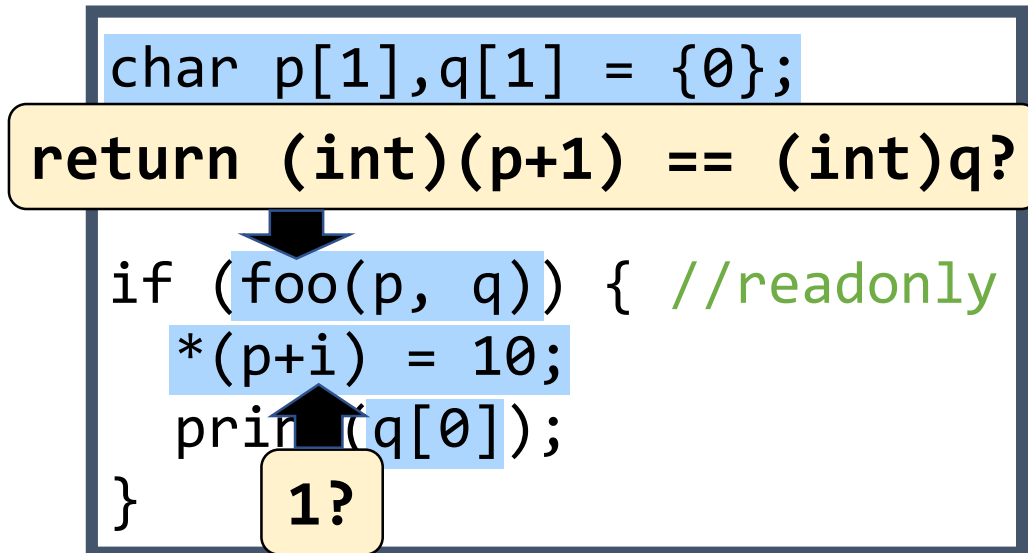 char p[1],q[1] = {0};
return (int)(p+1) == (int)q?
if (foo(p, q)) { //readonly
*(p+i) = 10;
prin (q[0]);
}
1?